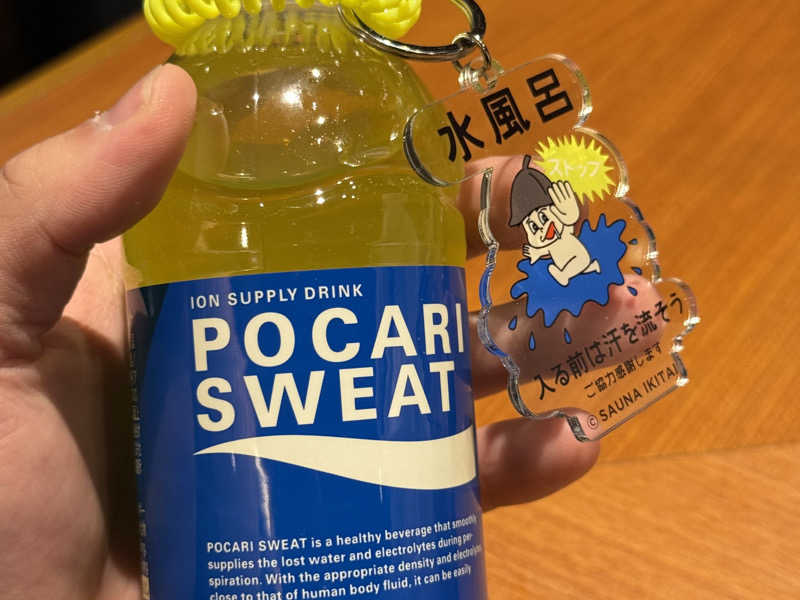 ION SUPPLY DRINK
POCARI
SWEAT
POCARI SWEAT is a healthy beverage that smoothly
supplies the lost water and electrolytes during per-
spiration. With the appropriate density and electrolytes,
close to that of human body fluid, it can be easily
水風呂
ストップ
入る前は汗を流そう
ご協力感謝します
© SAUNA IKITAI